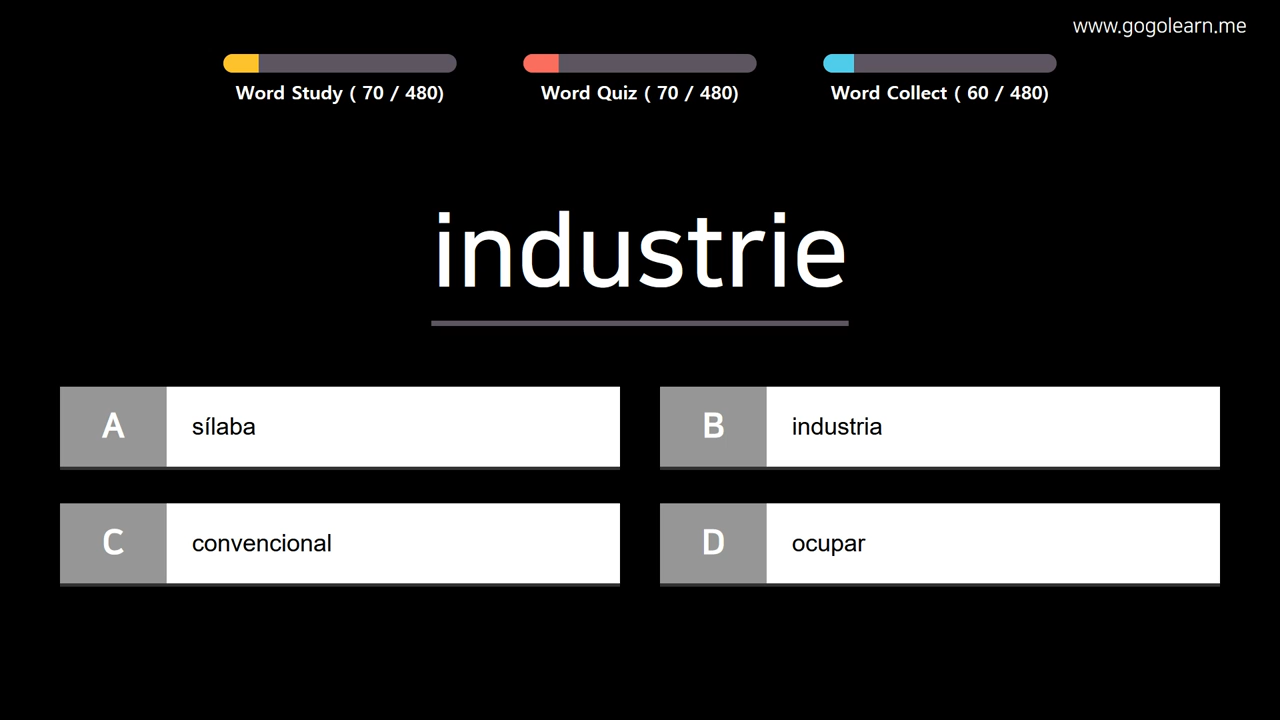 www.gogolearn.me
Word Study ( 70 / 480)
Word Quiz ( 70 / 480)
Word Collect ( 60 / 480)
industrie
A sílaba
B industria
C convencional
D ocupar